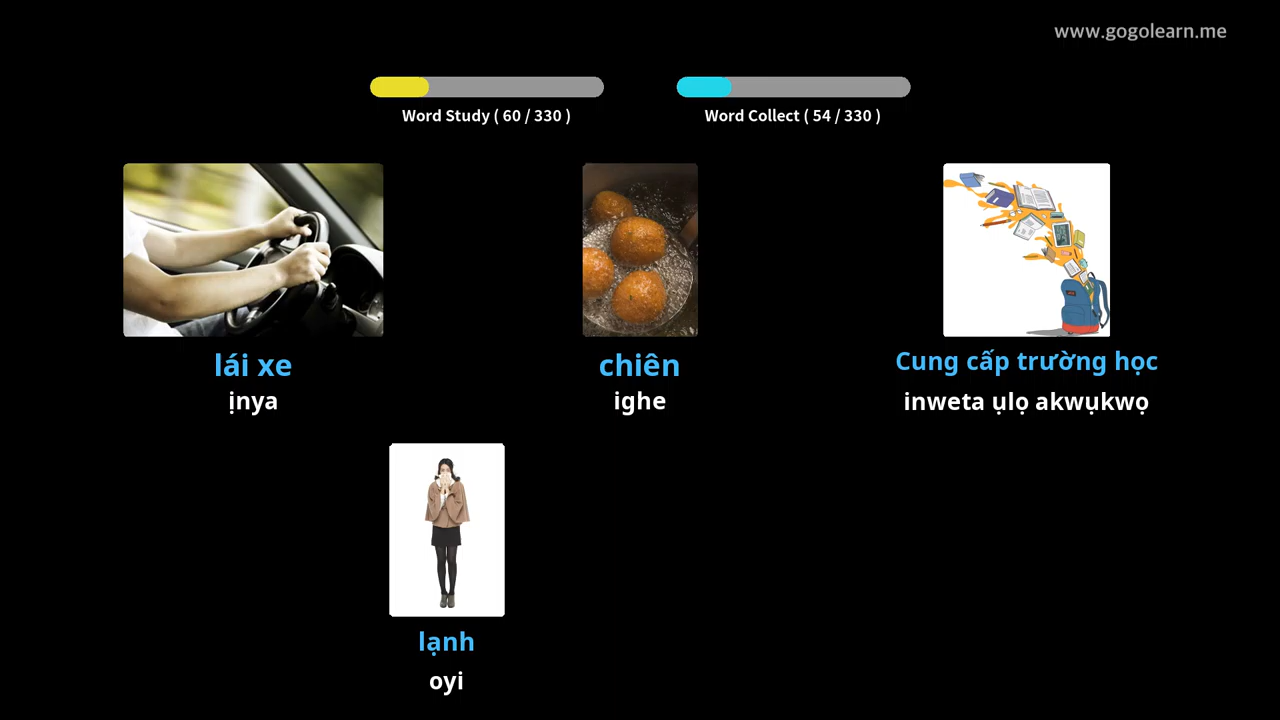 www.gogolearn.me
Word Study ( 60 / 330 )
Word Collect ( 54 / 330 )
lái xe
ịnya
chiên
ighe
Cung cấp trường học
inweta ụlọ akwụkwọ
lạnh
oyi